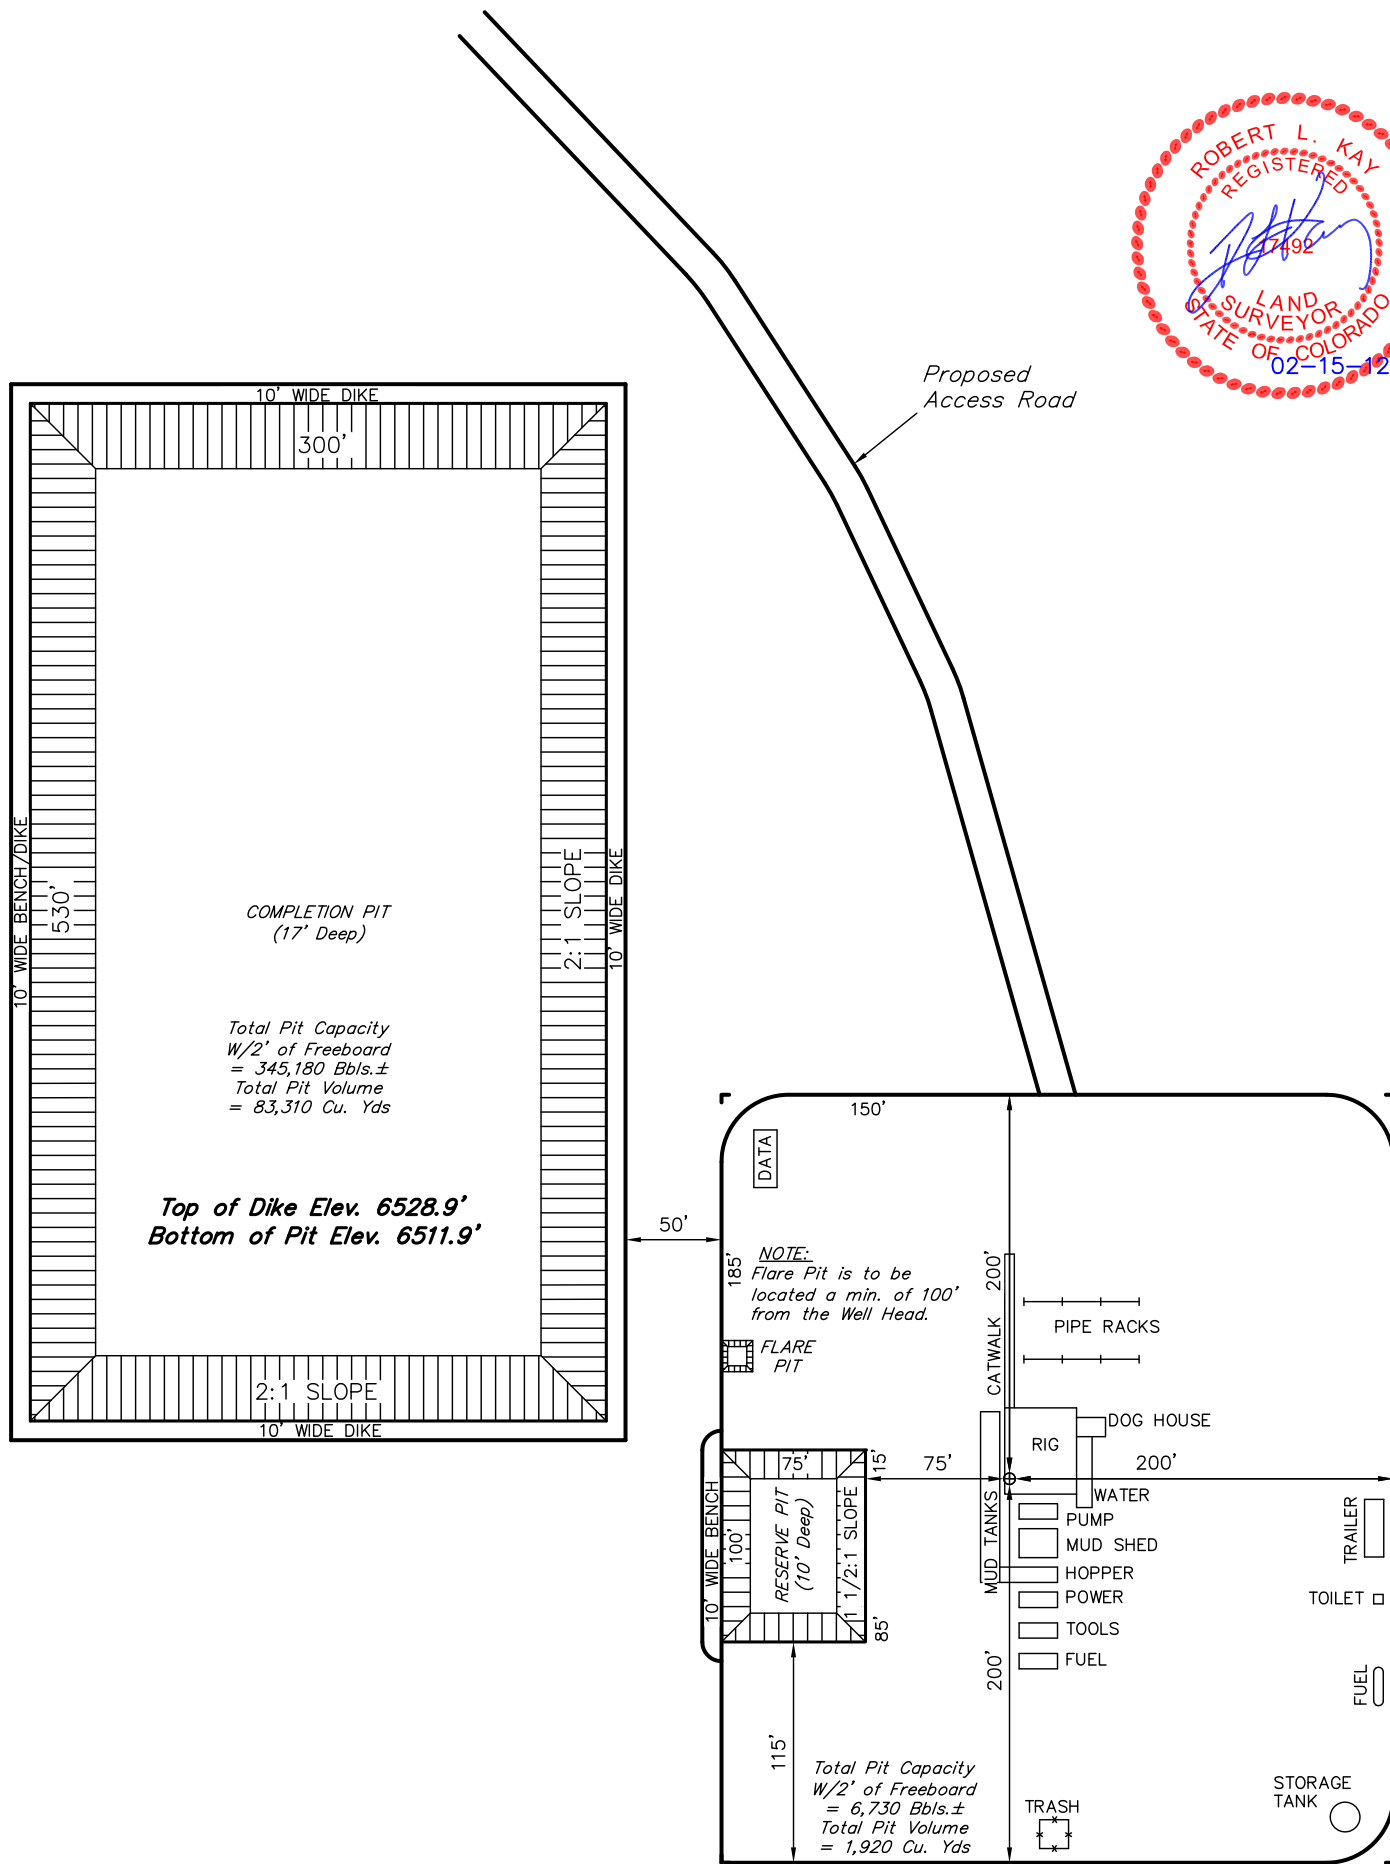 ROBERT L. KAY
REGISTERED
17492
LAND
SURVEYOR
STATE OF COLORADO
02-15-12
Proposed
Access Road
10' WIDE DIKE
300'
10' WIDE BENCH/DIKE
530'
2:1 SLOPE
10' WIDE DIKE
COMPLETION PIT
(17' Deep)
Total Pit Capacity
W/2' of Freeboard
= 345,180 Bbls.±
Total Pit Volume
= 83,310 Cu. Yds
Top of Dike Elev. 6528.9'
Bottom of Pit Elev. 6511.9'
2:1 SLOPE
10' WIDE DIKE
50'
150'
DATA
185'
NOTE:
Flare Pit is to be
located a min. of 100'
from the Well Head.
FLARE
PIT
CATWALK
200'
PIPE RACKS
DOG HOUSE
RIG
WATER
75'
15'
75'
200'
10' WIDE BENCH
100'
RESERVE PIT
(10' Deep)
1 1/2:1 SLOPE
85'
MUD TANKS
PUMP
MUD SHED
HOPPER
POWER
TOOLS
FUEL
200'
TRAILER
TOILET
FUEL
115'
Total Pit Capacity
W/2' of Freeboard
= 6,730 Bbls.±
Total Pit Volume
= 1,920 Cu. Yds
TRASH
STORAGE
TANK